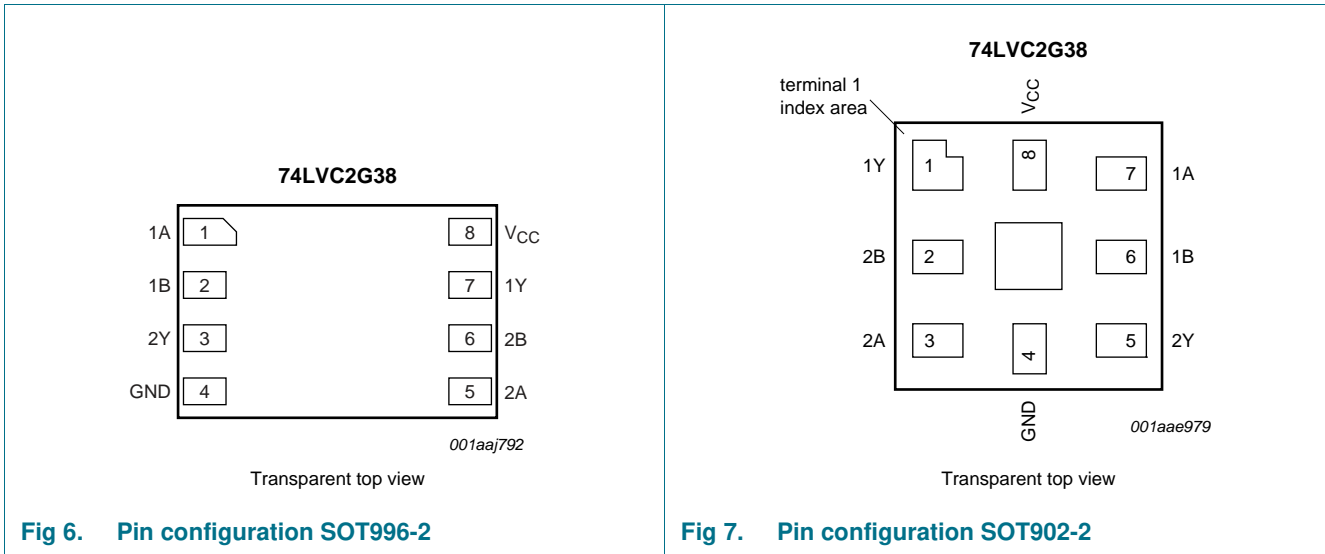 74LVC2G38
1A 1 8 VCC
1B 2 7 1Y
2Y 3 6 2B
GND 4 5 2A
001aaj792
Transparent top view
Fig 6. Pin configuration SOT996-2
74LVC2G38
terminal 1
index area
VCC
1Y 1 8 7 1A
2B 2 6 1B
2A 3 4 5 2Y
GND
001aae979
Transparent top view
Fig 7. Pin configuration SOT902-2